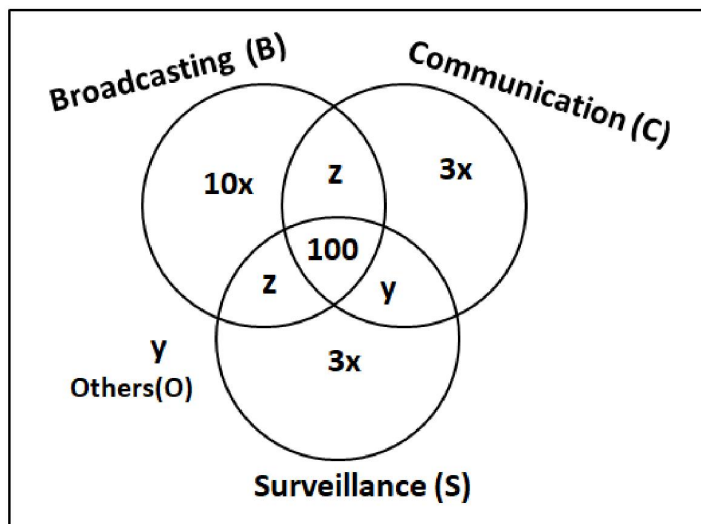 Broadcasting (B)
Communication (C)
10x
z
3x
100
z
y
y
Others(O)
3x
Surveillance (S)